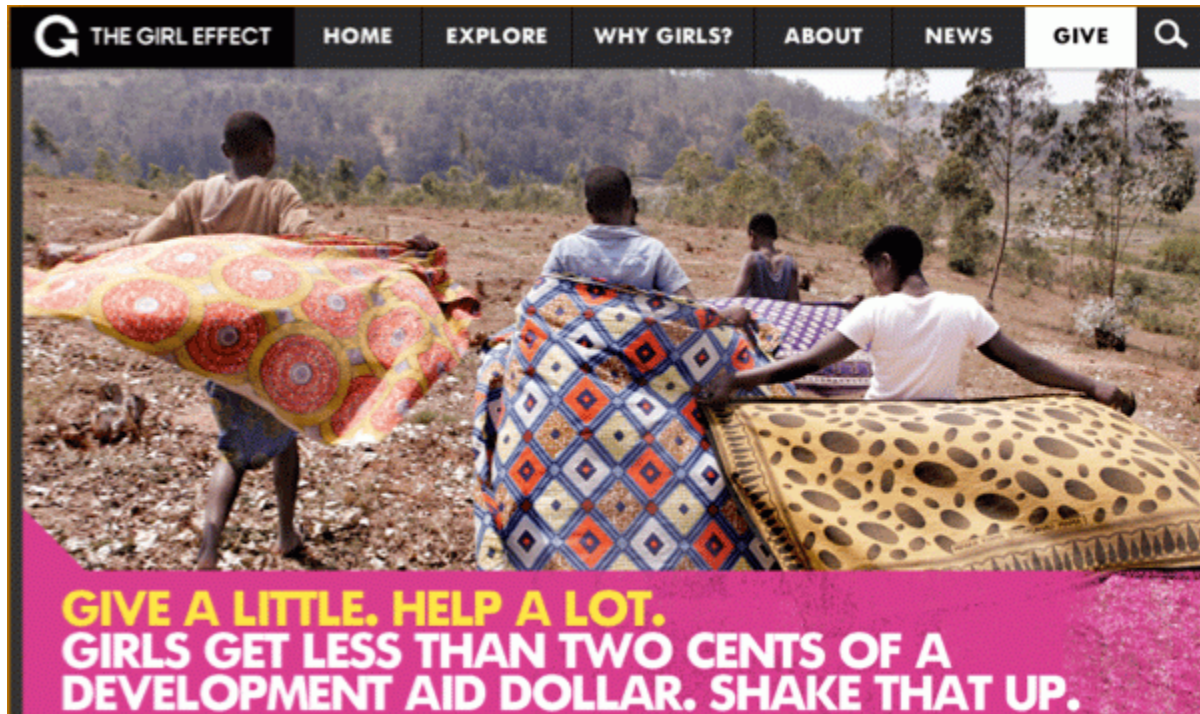 THE GIRL EFFECT HOME EXPLORE WHY GIRLS? ABOUT NEWS GIVE
GIVE A LITTLE. HELP A LOT.
GIRLS GET LESS THAN TWO CENTS OF A
DEVELOPMENT AID DOLLAR. SHAKE THAT UP.